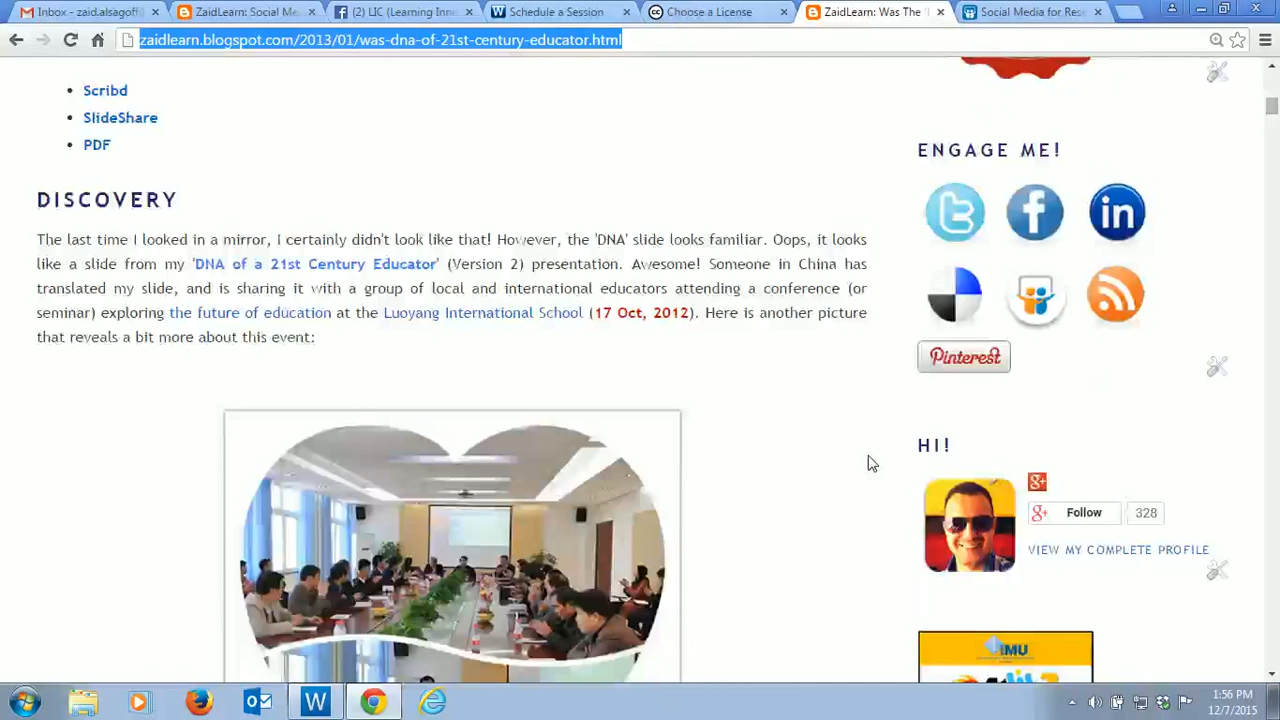 Inbox - zaid.alsagoff
ZaidLearn: Social Me
(2) LIC (Learning Inne
Schedule a Session
Choose a License
ZaidLearn: Was The '
Social Media for Rese
zaidlearn.blogspot.com/2013/01/was-dna-of-21st-century-educator.html
Scribd
SlideShare
PDF
DISCOVERY
The last time I looked in a mirror, I certainly didn't look like that! However, the 'DNA' slide looks familiar. Oops, it looks
like a slide from my 'DNA of a 21st Century Educator' (Version 2) presentation. Awesome! Someone in China has
translated my slide, and is sharing it with a group of local and international educators attending a conference (or
seminar) exploring the future of education at the Luoyang International School (17 Oct, 2012). Here is another picture
that reveals a bit more about this event:
ENGAGE ME!
in
Pinterest
HI!
g+
g+ Follow 328
VIEW MY COMPLETE PROFILE
IMU
1:56 PM
12/7/2015